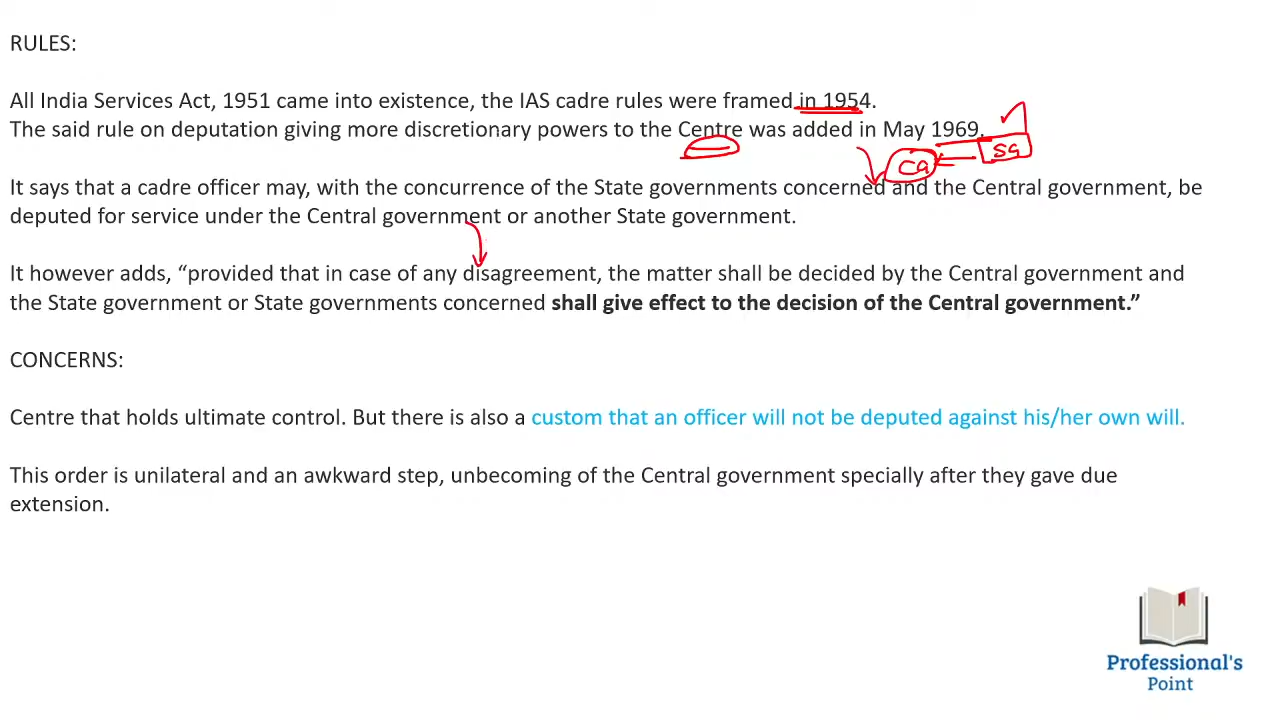 RULES:
All India Services Act, 1951 came into existence, the IAS cadre rules were framed in 1954.
The said rule on deputation giving more discretionary powers to the Centre was added in May 1969.
SG
CG
It says that a cadre officer may, with the concurrence of the State governments concerned and the Central government, be
deputed for service under the Central government or another State government.
It however adds, “provided that in case of any disagreement, the matter shall be decided by the Central government and
the State government or State governments concerned shall give effect to the decision of the Central government.”
CONCERNS:
Centre that holds ultimate control. But there is also a custom that an officer will not be deputed against his/her own will.
This order is unilateral and an awkward step, unbecoming of the Central government specially after they gave due
extension.
Professional's
Point